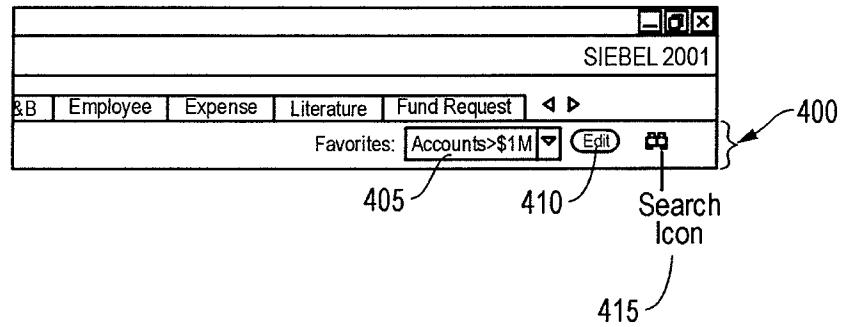 SIEBEL 2001
&B Employee Expense Literature Fund Request
400
Favorites: Accounts>$1M Edit
405 410 Search
Icon
415